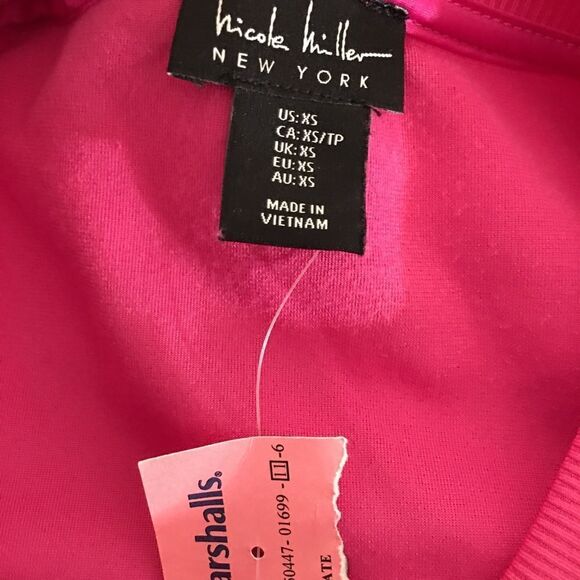 nicole miller
NEW YORK
US: XS
CA: XS/TP
UK: XS
EU: XS
AU: XS
MADE IN
VIETNAM
arshalls.
60447- 01699 - 11 -6
ATE